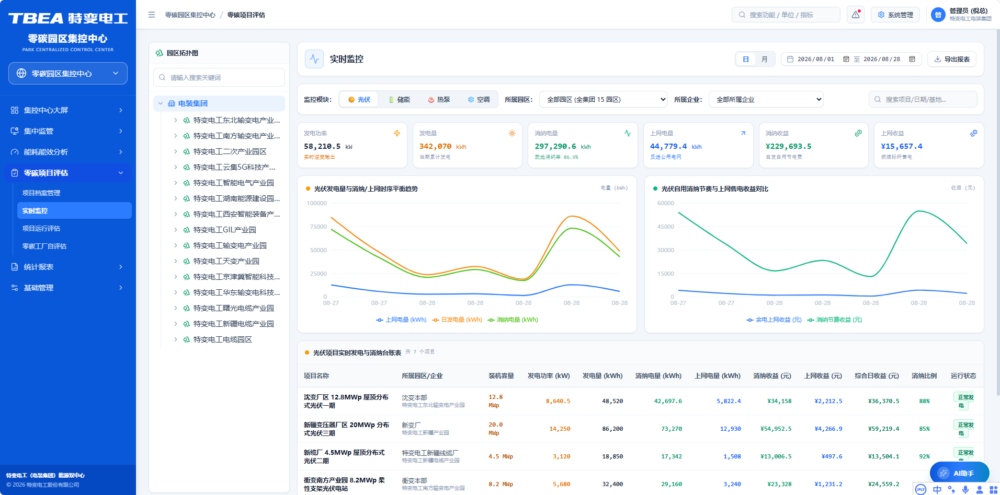 TBEA 特变电工
零碳园区集控中心
PARK CENTRALIZED CONTROL CENTER
零碳园区集控中心
集控中心大屏
集中监管
能耗能效分析
零碳项目评估
项目档案管理
实时监控
项目运行评估
零碳工厂自评估
统计报表
基础管理
特变电工（电装集团）能源双中心
© 2026 特变电工股份有限公司
零碳园区集控中心 / 零碳项目评估
搜索功能 / 单位 / 指标
系统管理
管
管理员 (倪总)
特变电工电装集团
园区拓扑图
请输入搜索关键词
电装集团
特变电工东北输变电产业...
特变电工南方输变电产业...
特变电工二次产业园区
特变电工云集5G科技产...
特变电工智能电气产业园
特变电工湖南能源建设园...
特变电工西安智能装备产...
特变电工GIL产业园
特变电工输变电产业园
特变电工天变产业园
特变电工京津冀智能科技...
特变电工华东输变电科技...
特变电工曙光电缆产业园
特变电工新疆电缆产业园
特变电工电缆园区
实时监控
日 月
2026/08/01 至 2026/08/28
导出报表
监控模块： 光伏 储能 热泵 空调
所属园区： 全部园区 (全集团 15 园区)
所属企业： 全部所属企业
搜索项目/日期/基地...
发电功率
58,210.5 kW
实时逆变输出
发电量
342,070 kWh
当期累计发电
消纳电量
297,290.6 kWh
就地消纳率 86.9%
上网电量
44,779.4 kWh
反送公用电网
消纳收益
¥229,693.5
自发自用节电费
上网收益
¥15,657.4
燃煤标杆售电
光伏发电量与消纳/上网时序平衡趋势
电量 (kWh)
100000
75000
50000
25000
0
08-27 08-27 08-28 08-28 08-28 08-28 08-28
上网电量 (kWh) 日发电量 (kWh) 消纳电量 (kWh)
光伏自用消纳节费与上网售电收益对比
收益 (元)
60000
45000
30000
15000
0
08-27 08-27 08-28 08-28 08-28 08-28 08-28
余电上网收益 (元) 消纳节费收益 (元)
光伏项目实时发电与消纳台账表 共 7 个项目
项目名称 所属园区/企业 装机容量 发电功率 (kW) 发电量 (kWh) 消纳电量 (kWh) 上网电量 (kWh) 消纳收益 (元) 上网收益 (元) 综合日收益 (元) 消纳比例 运行状态
沈变厂区 12.8MWp 屋顶分布
式光伏一期
沈变本部
特变电工东北输变电产业园
12.8
MWp
8,640.5 48,520 42,697.6 5,822.4 ¥34,158 ¥2,212.5 ¥36,370.5 88%
正常发
电
新疆变压器厂区 20MWp 分布
式光伏三期
新变厂
特变电工新疆产业园
20.0
MWp
14,250 86,200 73,270 12,930 ¥54,952.5 ¥4,266.9 ¥59,219.4 85%
正常发
电
新缆厂 4.5MWp 屋顶分布式
光伏二期
特变电工新疆线缆厂
特变电工新疆电缆产业园
4.5 MWp 3,120 18,850 17,342 1,508 ¥13,006.5 ¥497.6 ¥13,504.1 92%
正常发
衡变南方产业园 8.2MWp 柔
性支架光伏电站
衡变本部
特变电工南方输变电产业园
8.2 MWp 5,680 32,400 29,160 3,240 ¥23,328 ¥1,231.2 ¥24,559.2
AI助手
iFLY 中